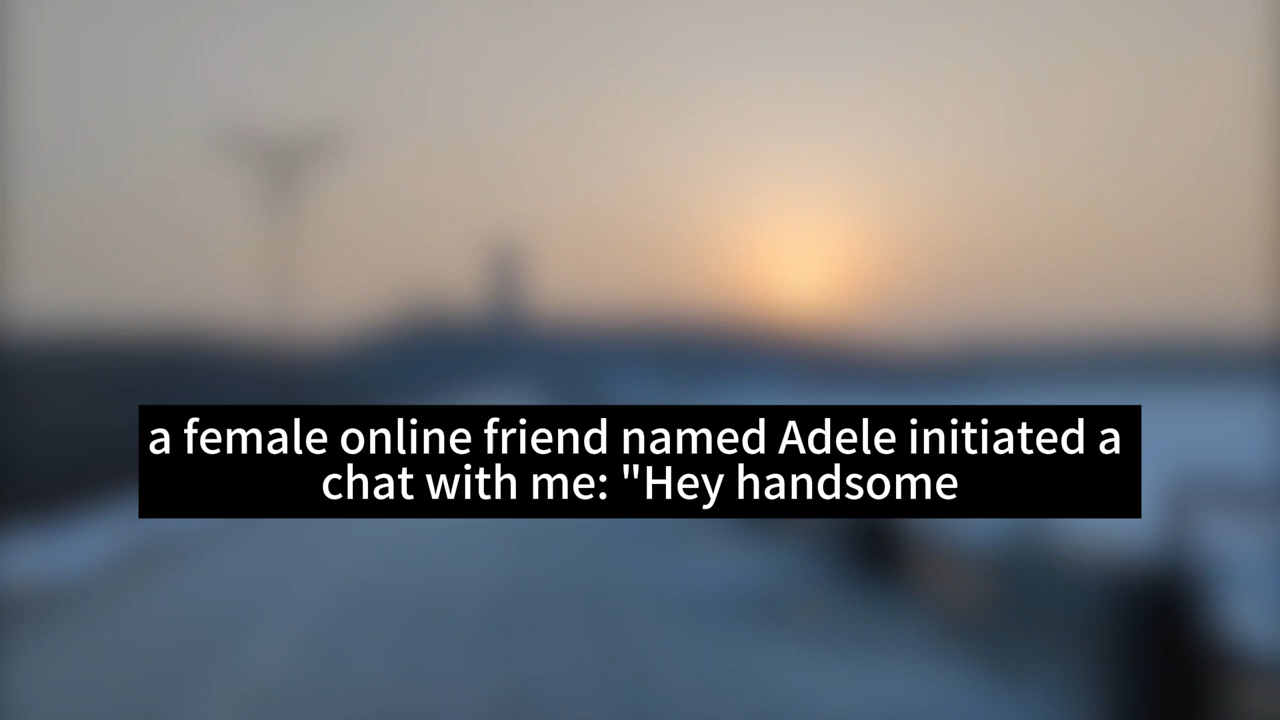 a female online friend named Adele initiated a
chat with me: "Hey handsome